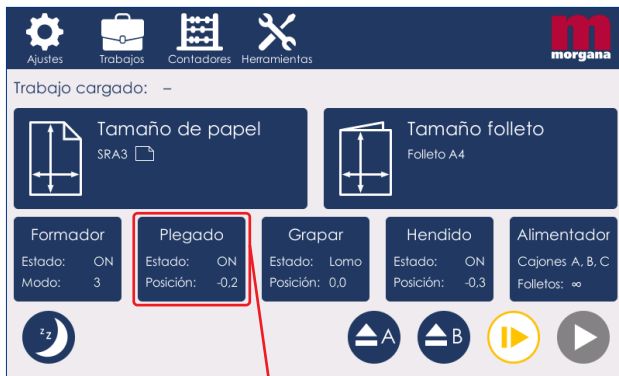 Ajustes
Trabajos
Contadores
Herramientas
morgana
Trabajo cargado: –
Tamaño de papel
SRA3
Tamaño folleto
Folleto A4
Formador
Estado: ON
Modo: 3
Plegado
Estado: ON
Posición: -0,2
Grapar
Estado: Lomo
Posición: 0,0
Hendido
Estado: ON
Posición: -0,3
Alimentador
Cajones A, B, C
Folletos: ∞
zz
A
B